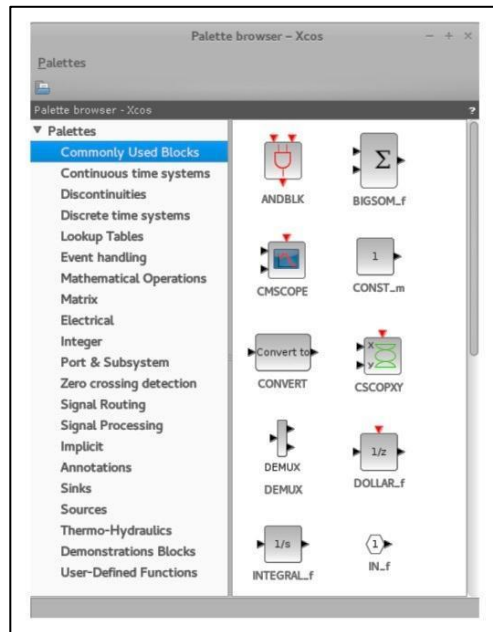 Palette browser – Xcos
Palettes
Palette browser - Xcos
?
Palettes
Commonly Used Blocks
Continuous time systems
Discontinuities
Discrete time systems
Lookup Tables
Event handling
Mathematical Operations
Matrix
Electrical
Integer
Port & Subsystem
Zero crossing detection
Signal Routing
Signal Processing
Implicit
Annotations
Sinks
Sources
Thermo-Hydraulics
Demonstrations Blocks
User-Defined Functions
ANDBLK
Σ
BIGSOM_f
CMSCOPE
1
CONST_m
Convert to
CONVERT
x
y
CSCOPXY
DEMUX
DEMUX
1/z
DOLLAR_f
1/s
INTEGRAL_f
1
IN_f